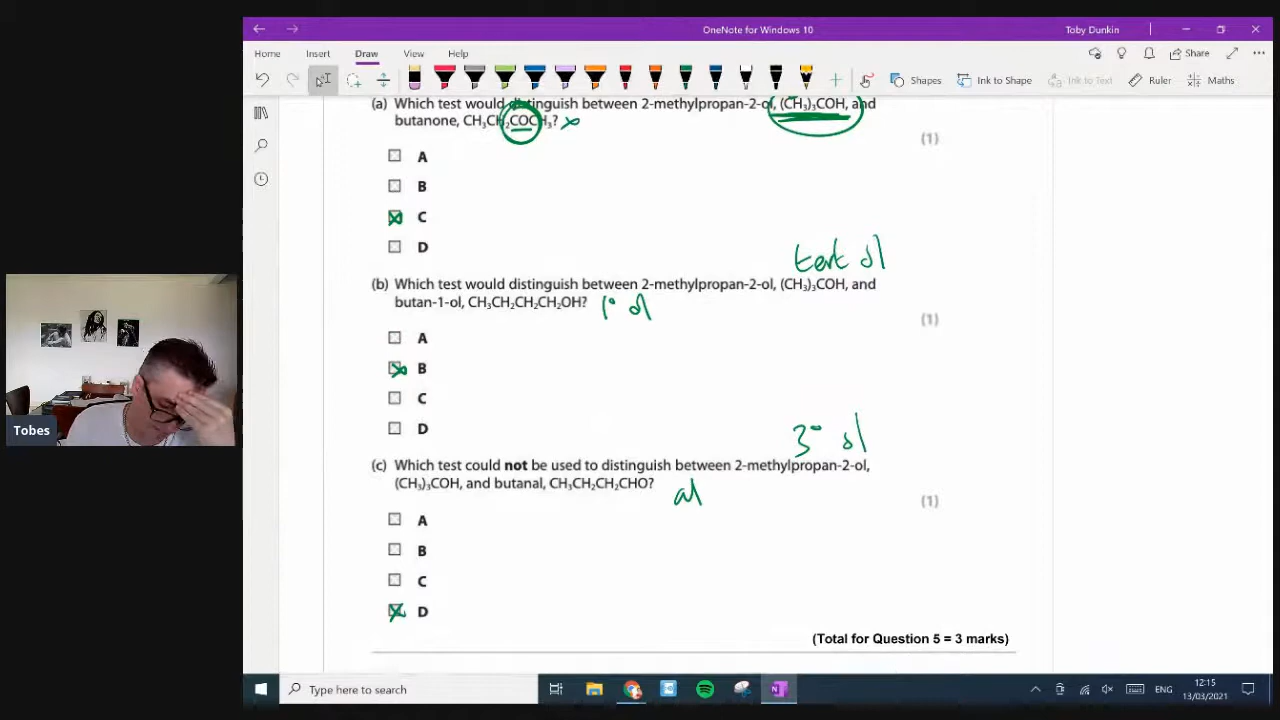 OneNote for Windows 10
Toby Dunkin
Home Insert Draw View Help
Share
Shapes Ink to Shape Ink to Text Ruler Maths
(a) Which test would distinguish between 2-methylpropan-2-ol, (CH₃)₃COH, and
butanone, CH₃CH₂COCH₃?
(1)
A
B
C
D
tert ol
(b) Which test would distinguish between 2-methylpropan-2-ol, (CH₃)₃COH, and
butan-1-ol, CH₃CH₂CH₂CH₂OH? 1° ol
(1)
A
B
C
D
3° ol
(c) Which test could not be used to distinguish between 2-methylpropan-2-ol,
(CH₃)₃COH, and butanal, CH₃CH₂CH₂CHO? al
(1)
A
B
C
D
(Total for Question 5 = 3 marks)
Tobes
Type here to search
ENG
12:15
13/03/2021